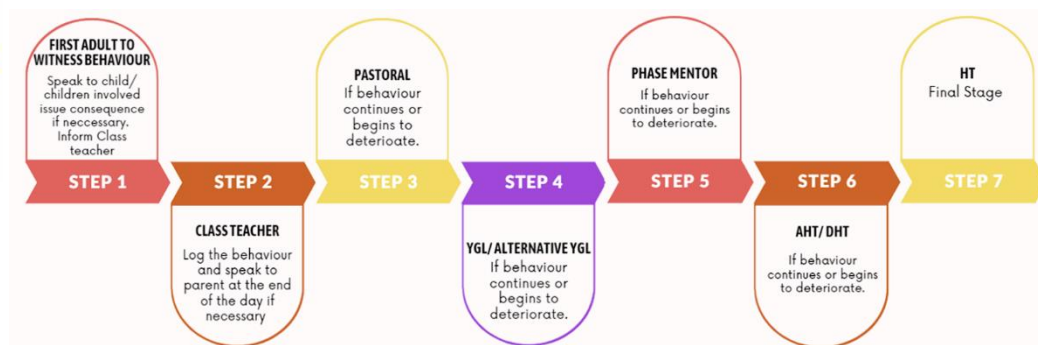 FIRST ADULT TO
WITNESS BEHAVIOUR
Speak to child/
children involved
issue consequence
if neccessary.
Inform Class
teacher
STEP 1
STEP 2
CLASS TEACHER
Log the behaviour
and speak to
parent at the end
of the day if
necessary
PASTORAL
If behaviour
continues or
begins to
deterioate.
STEP 3
STEP 4
YGL/ ALTERNATIVE YGL
If behaviour
continues or
begins to
deteriorate.
PHASE MENTOR
If behaviour
continues or begins
to deteriorate.
STEP 5
STEP 6
AHT/ DHT
If behaviour
continues or begins
to deteriorate.
HT
Final Stage
STEP 7